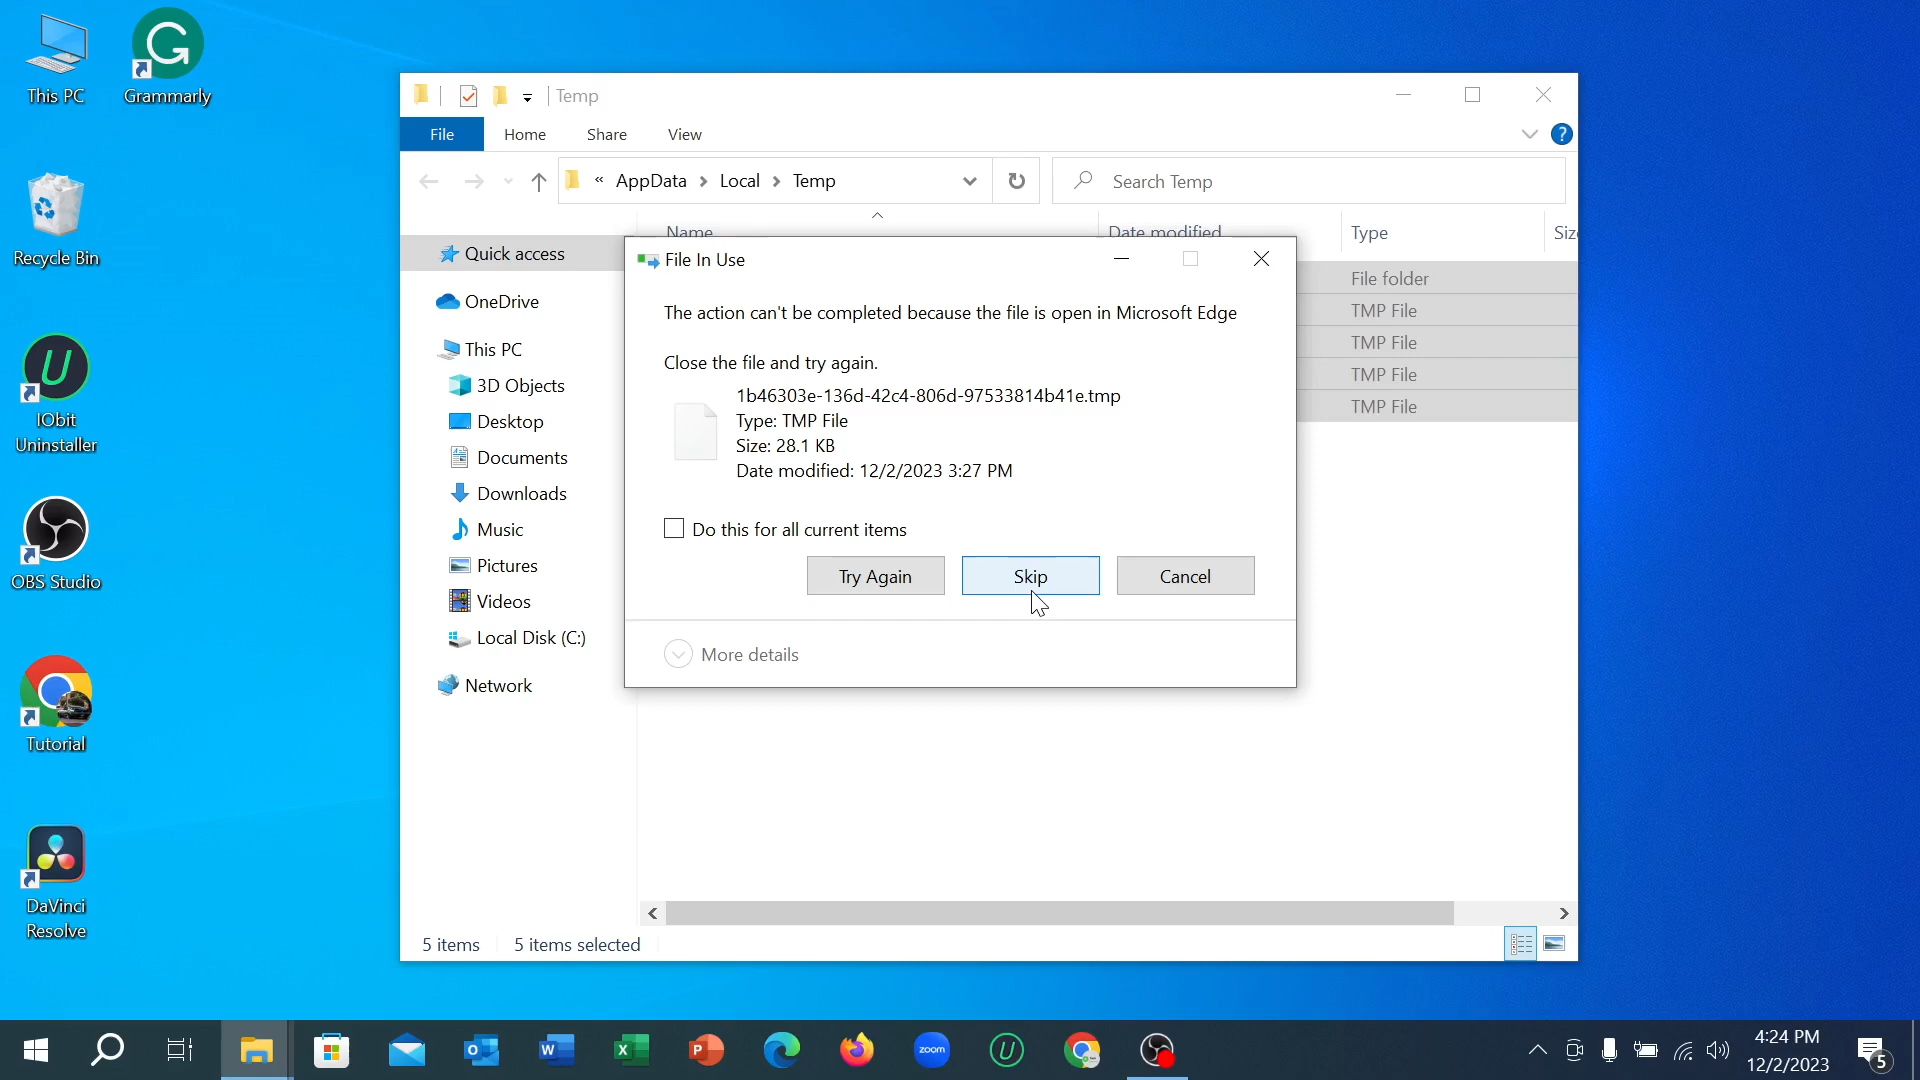 This PC
Grammarly
Recycle Bin
IObit
Uninstaller
OBS Studio
Tutorial
DaVinci
Resolve
Temp
File
Home
Share
View
?
« AppData > Local > Temp
Search Temp
Name
Date modified
Type
Size
Quick access
OneDrive
This PC
3D Objects
Desktop
Documents
Downloads
Music
Pictures
Videos
Local Disk (C:)
Network
File folder
TMP File
TMP File
TMP File
TMP File
File In Use
The action can't be completed because the file is open in Microsoft Edge
Close the file and try again.
1b46303e-136d-42c4-806d-97533814b41e.tmp
Type: TMP File
Size: 28.1 KB
Date modified: 12/2/2023 3:27 PM
Do this for all current items
Try Again
Skip
Cancel
More details
5 items
5 items selected
zoom
4:24 PM
12/2/2023
5